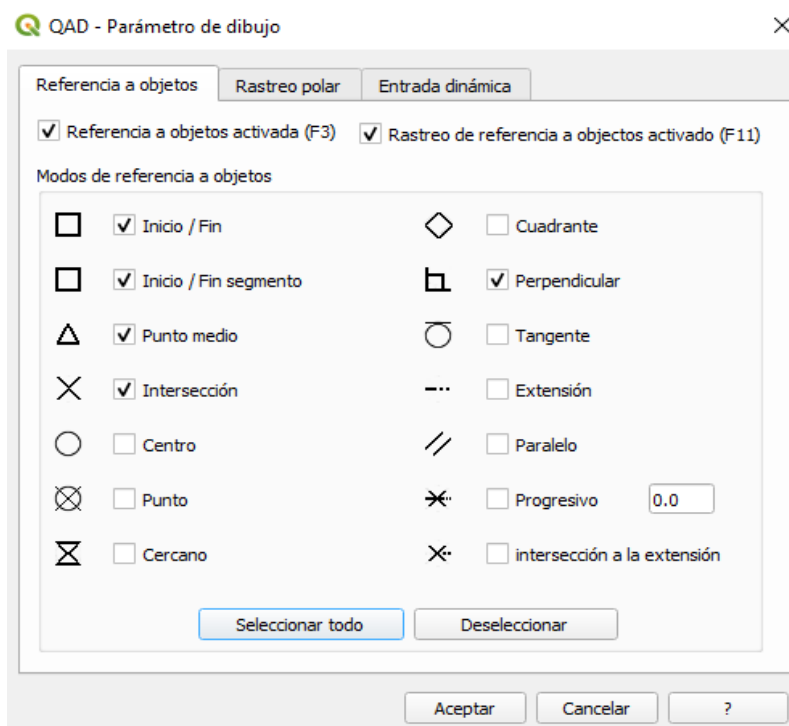 QAD - Parámetro de dibujo
Referencia a objetos Rastreo polar Entrada dinámica
Referencia a objetos activada (F3) Rastreo de referencia a objectos activado (F11)
Modos de referencia a objetos
Inicio / Fin Cuadrante
Inicio / Fin segmento Perpendicular
Punto medio Tangente
Intersección Extensión
Centro Paralelo
Punto Progresivo 0.0
Cercano intersección a la extensión
Seleccionar todo Deseleccionar
Aceptar Cancelar ?